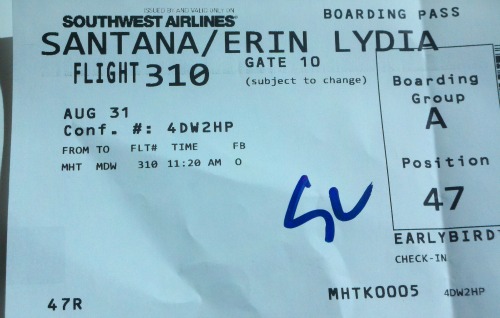 ISSUED BY AND VALID ONLY ON
SOUTHWEST AIRLINES
BOARDING PASS
SANTANA/ERIN LYDIA
FLIGHT 310
GATE 10
(subject to change)
AUG 31
Conf. #: 4DW2HP
FROM TO FLT# TIME FB
MHT MDW 310 11:20 AM O
Boarding
Group
A
Position
47
EARLYBIRD
CHECK-IN
47R
MHTK0005 4DW2HP